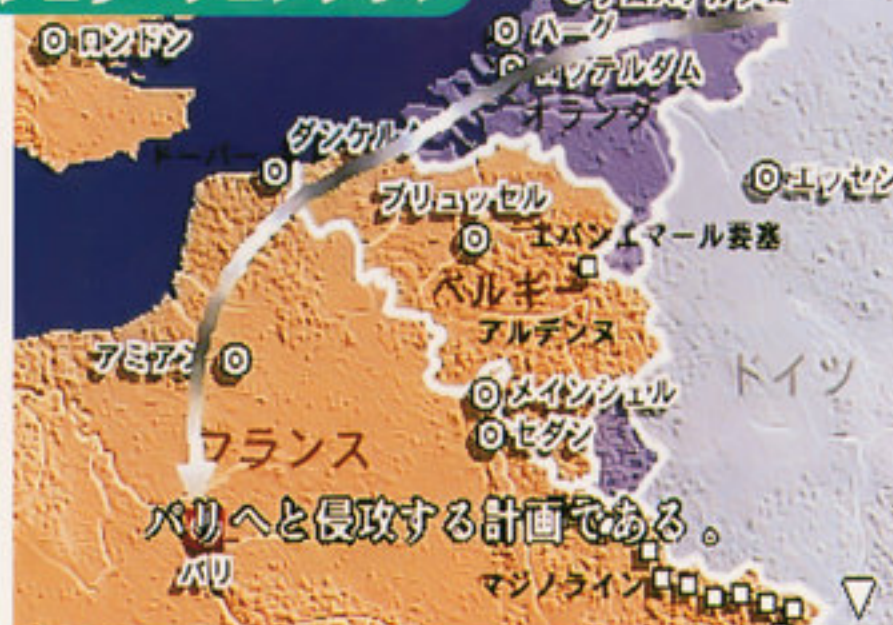 ロンドン
ハーグ
ロッテルダム
オランダ
ダンケルク
ドーバー
エッセン
ブリュッセル
エバンエマール要塞
ベルギー
アルデンヌ
アミアン
ドイツ
メインシェル
セダン
フランス
パリへと侵攻する計画である。
パリ
マジノライン